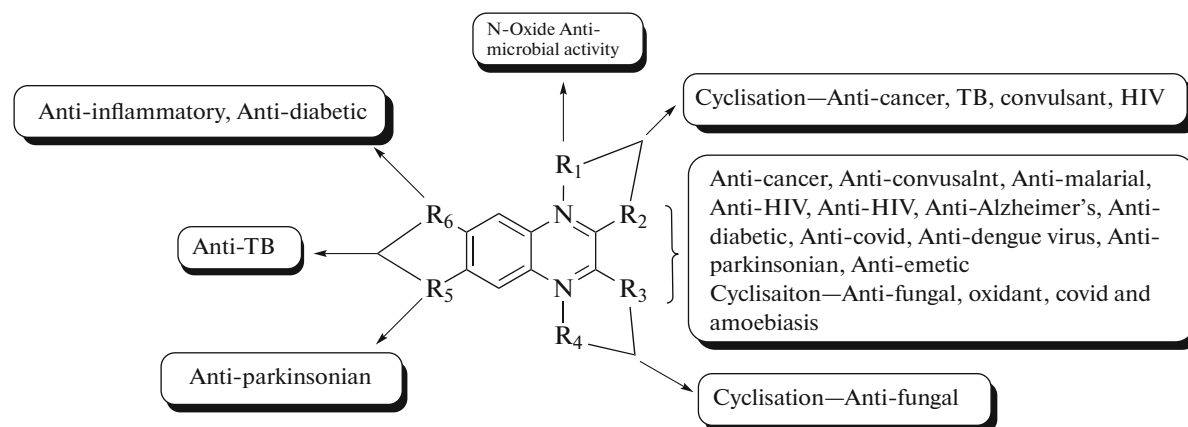 N-Oxide Anti-
microbial activity
Anti-inflammatory, Anti-diabetic
Cyclisation—Anti-cancer, TB, convulsant, HIV
R1
Anti-cancer, Anti-convusalnt, Anti-malarial,
Anti-HIV, Anti-HIV, Anti-Alzheimer's, Anti-
diabetic, Anti-covid, Anti-dengue virus, Anti-
parkinsonian, Anti-emetic
Cyclisaiton—Anti-fungal, oxidant, covid and
amoebiasis
R6
N
R2
Anti-TB
R5
N
R3
R4
Anti-parkinsonian
Cyclisation—Anti-fungal